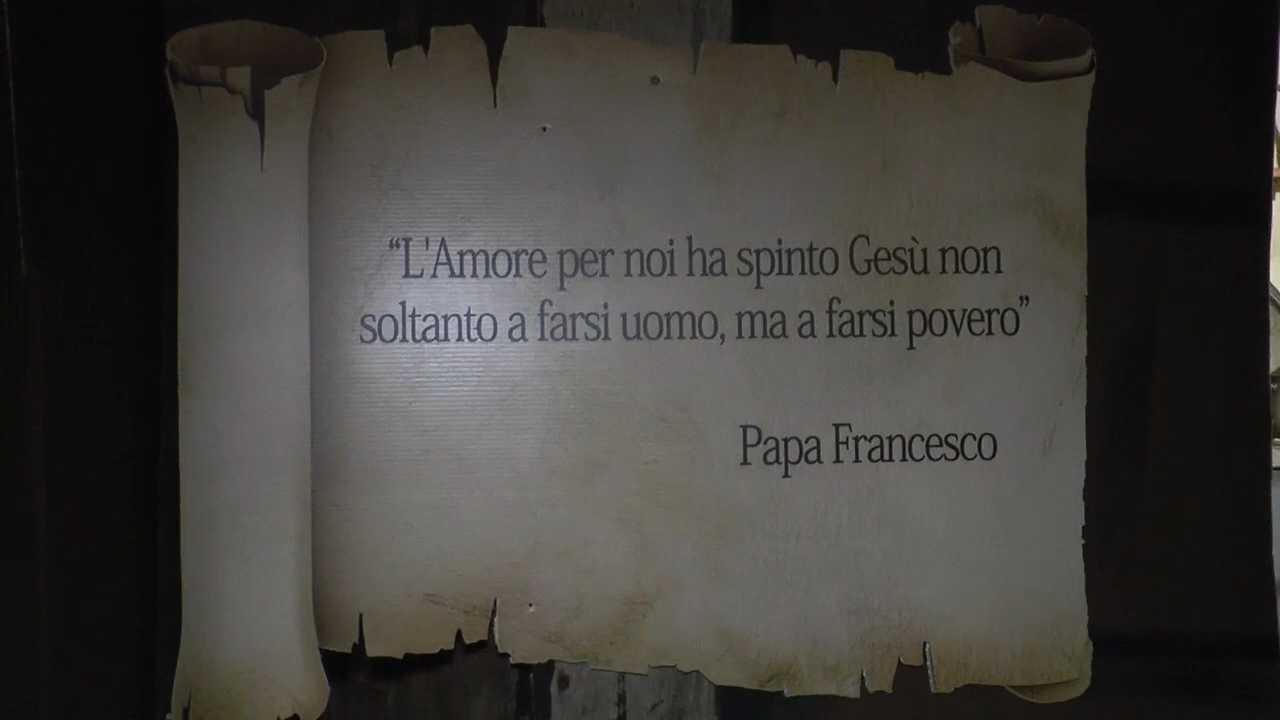 “L'Amore per noi ha spinto Gesù non
soltanto a farsi uomo, ma a farsi povero”
Papa Francesco